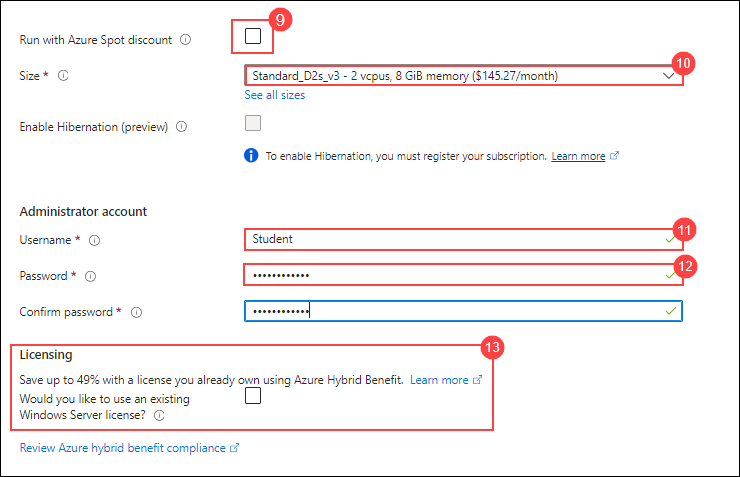 9
Run with Azure Spot discount
10
Size *
Standard_D2s_v3 - 2 vcpus, 8 GiB memory ($145.27/month)
See all sizes
Enable Hibernation (preview)
To enable Hibernation, you must register your subscription. Learn more
Administrator account
11
Username *
Student
12
Password *
••••••••••••
Confirm password *
••••••••••••
13
Licensing
Save up to 49% with a license you already own using Azure Hybrid Benefit. Learn more
Would you like to use an existing
Windows Server license?
Review Azure hybrid benefit compliance